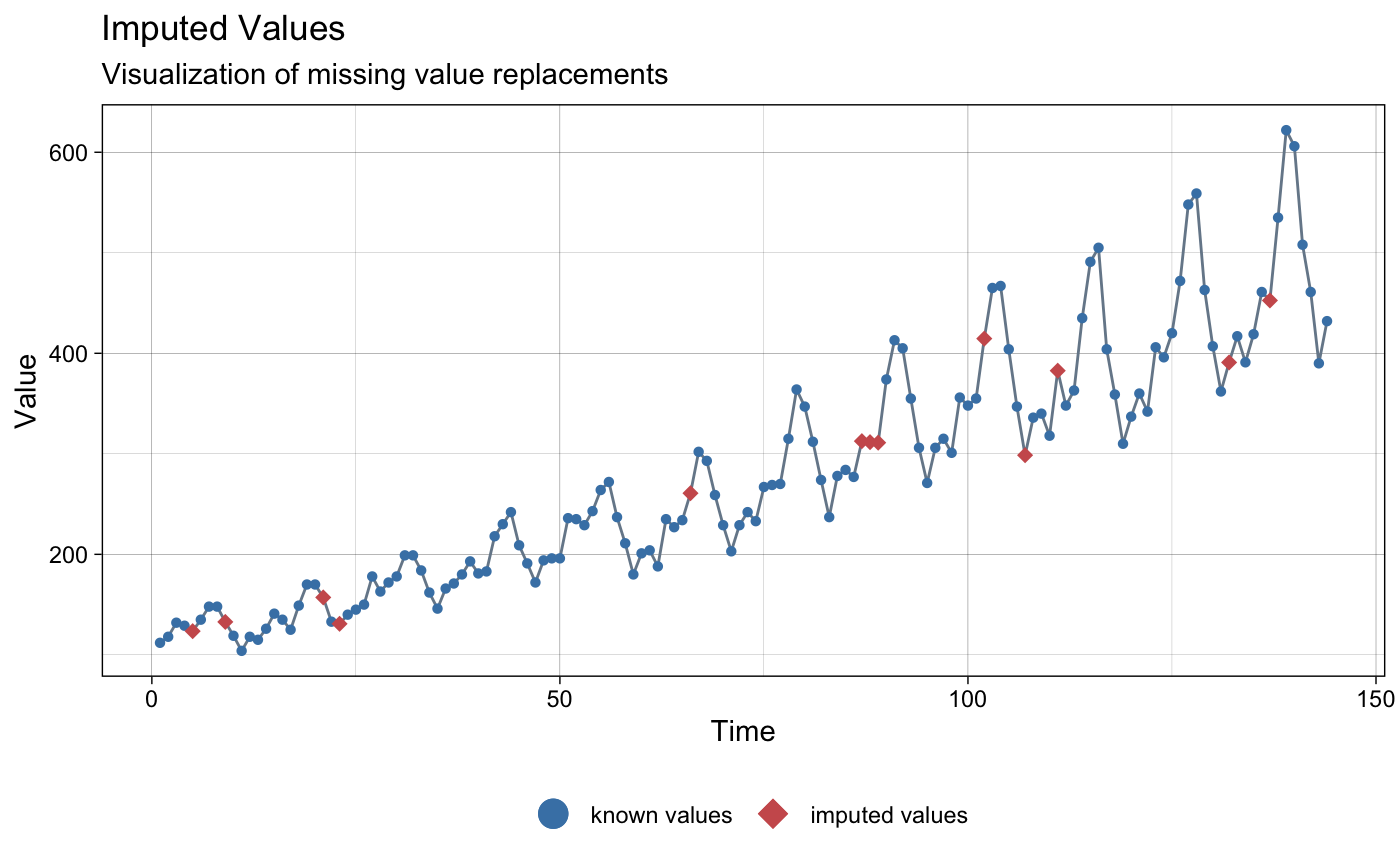 Imputed Values
Visualization of missing value replacements
600
400
200
Value
0 50 100 150
Time
known values imputed values